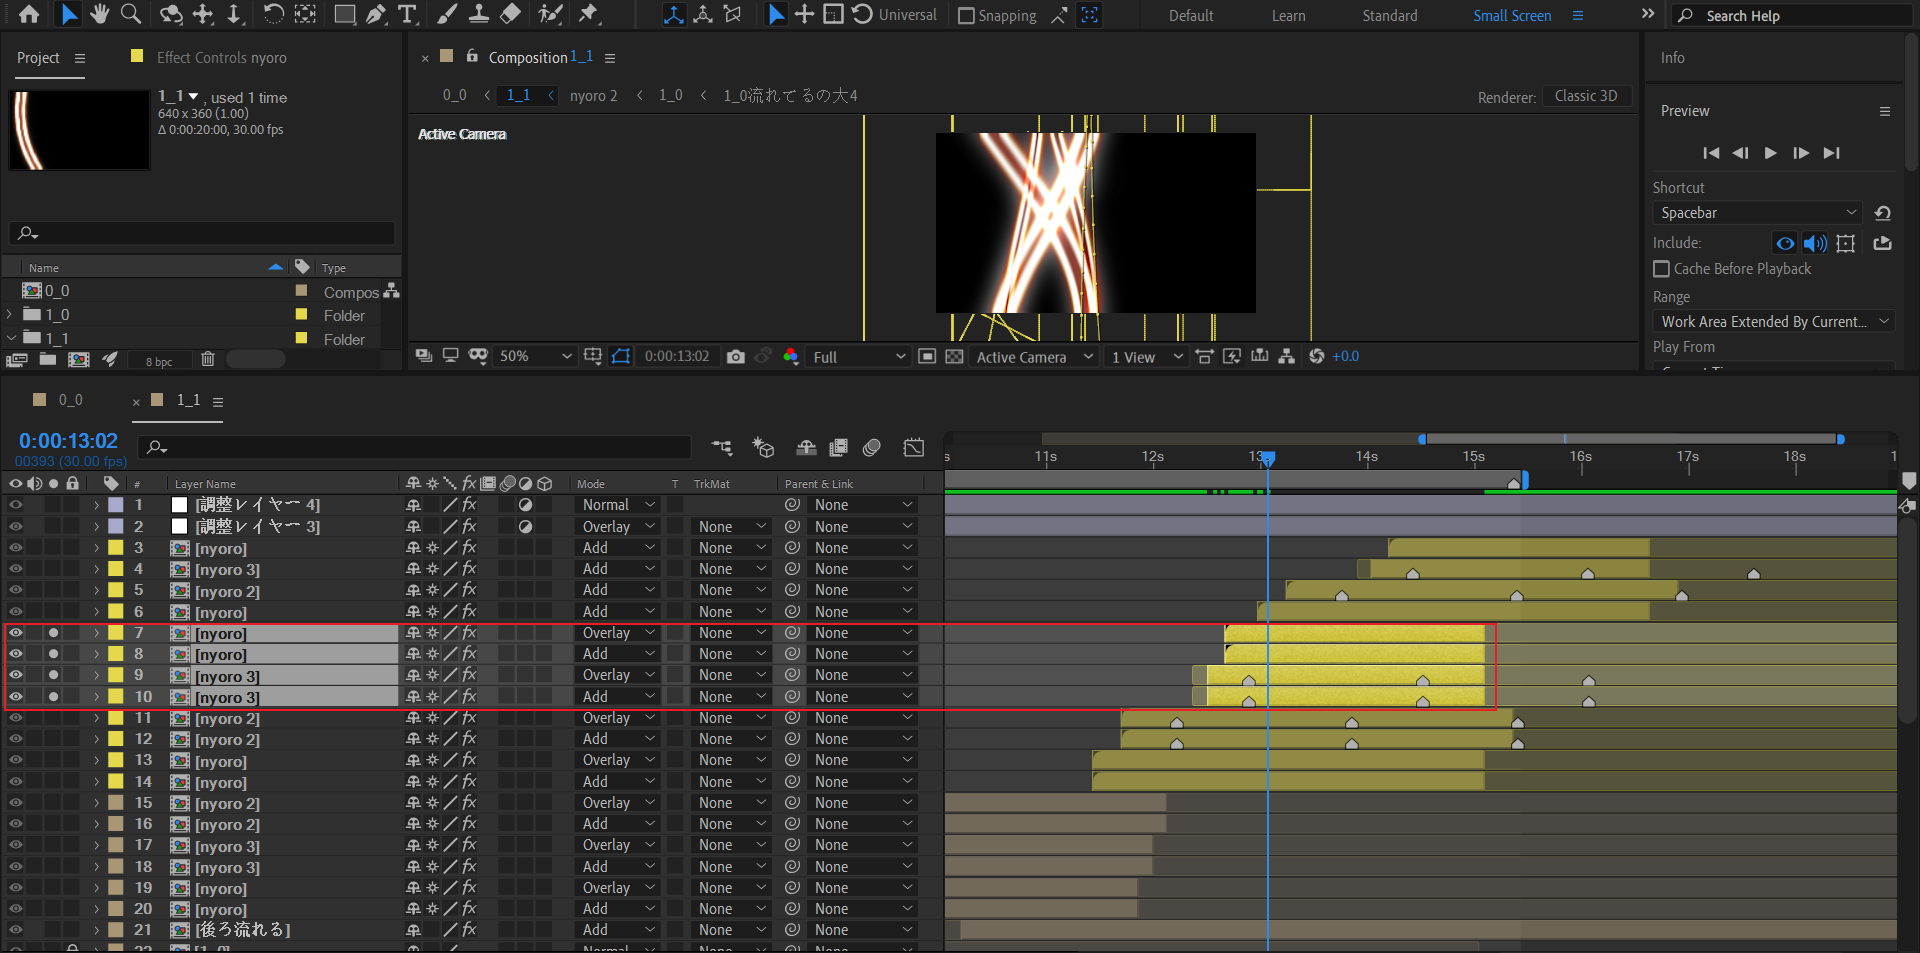 Universal
Snapping
Default
Learn
Standard
Small Screen
Search Help
Project
Effect Controls nyoro
1_1 , used 1 time
640 x 360 (1.00)
Δ 0:00:20:00, 30.00 fps
Name
Type
0_0
Compos
1_0
Folder
1_1
Folder
8 bpc
Composition 1_1
0_0
1_1
nyoro 2
1_0
1_0流れてるの大4
Renderer:
Classic 3D
Active Camera
50%
0:00:13:02
Full
Active Camera
1 View
+0.0
Info
Preview
Shortcut
Spacebar
Include:
Cache Before Playback
Range
Work Area Extended By Current...
Play From
0_0
1_1
0:00:13:02
00393 (30.00 fps)
11s
12s
13s
14s
15s
16s
17s
18s
#
Layer Name
Mode
T
TrkMat
Parent & Link
1 [調整レイヤー 4] Normal None
2 [調整レイヤー 3] Overlay None None
3 [nyoro] Add None None
4 [nyoro 3] Add None None
5 [nyoro 2] Add None None
6 [nyoro] Add None None
7 [nyoro] Overlay None None
8 [nyoro] Add None None
9 [nyoro 3] Overlay None None
10 [nyoro 3] Add None None
11 [nyoro 2] Overlay None None
12 [nyoro 2] Add None None
13 [nyoro] Overlay None None
14 [nyoro] Add None None
15 [nyoro 2] Overlay None None
16 [nyoro 2] Add None None
17 [nyoro 3] Overlay None None
18 [nyoro 3] Add None None
19 [nyoro] Overlay None None
20 [nyoro] Add None None
21 [後ろ流れる] Add None None